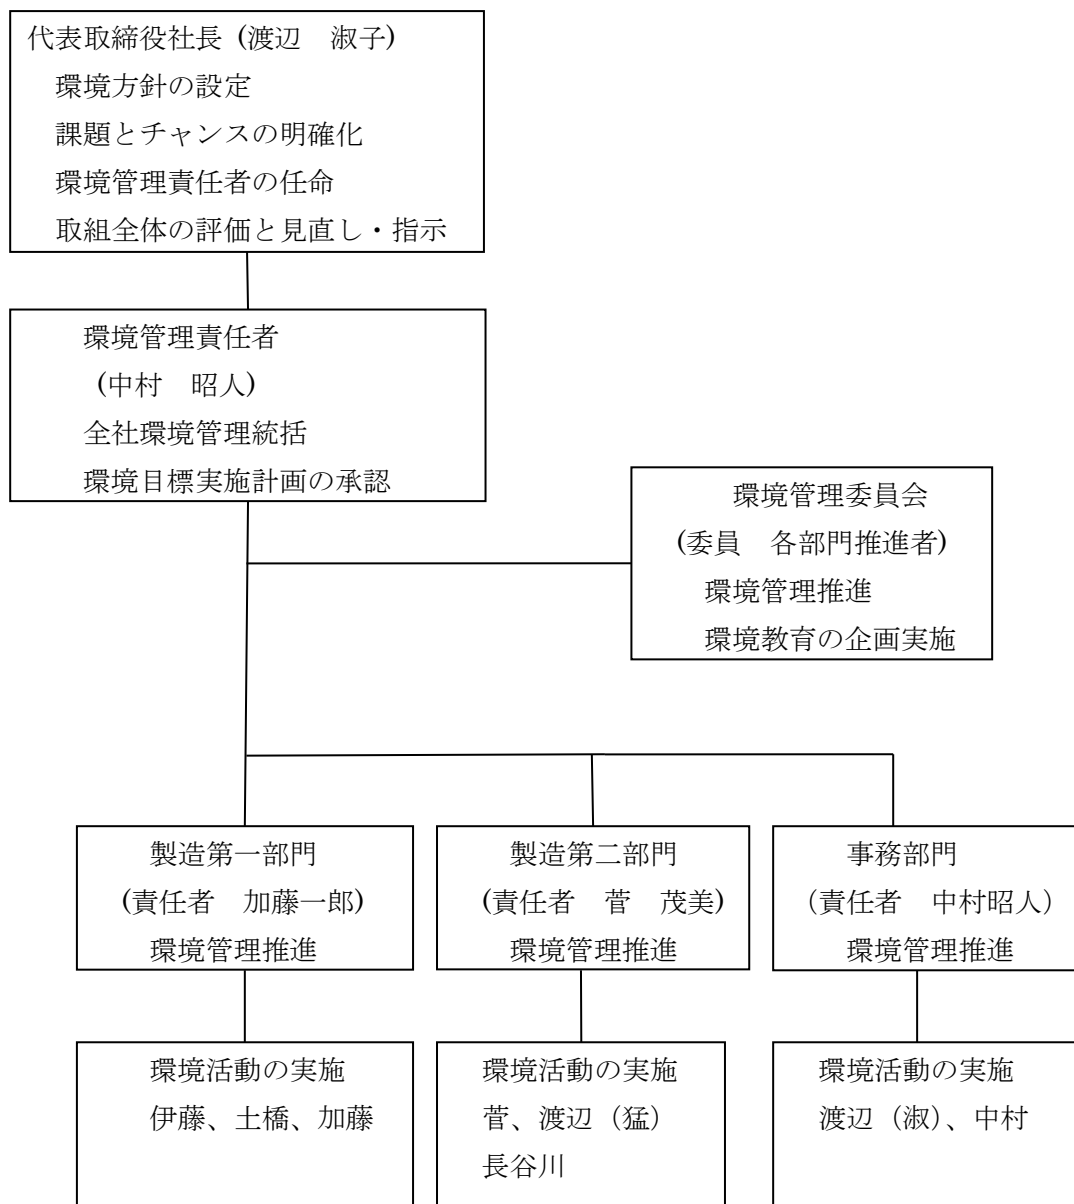 代表取締役社長 (渡辺　淑子)
環境方針の設定
課題とチャンスの明確化
環境管理責任者の任命
取組全体の評価と見直し・指示
環境管理責任者
(中村　昭人)
全社環境管理統括
環境目標実施計画の承認
環境管理委員会
(委員　各部門推進者)
環境管理推進
環境教育の企画実施
製造第一部門
(責任者　加藤一郎)
環境管理推進
製造第二部門
(責任者　菅　茂美)
環境管理推進
事務部門
（責任者　中村昭人）
環境管理推進
環境活動の実施
伊藤、土橋、加藤
環境活動の実施
菅、渡辺（猛）
長谷川
環境活動の実施
渡辺（淑）、中村